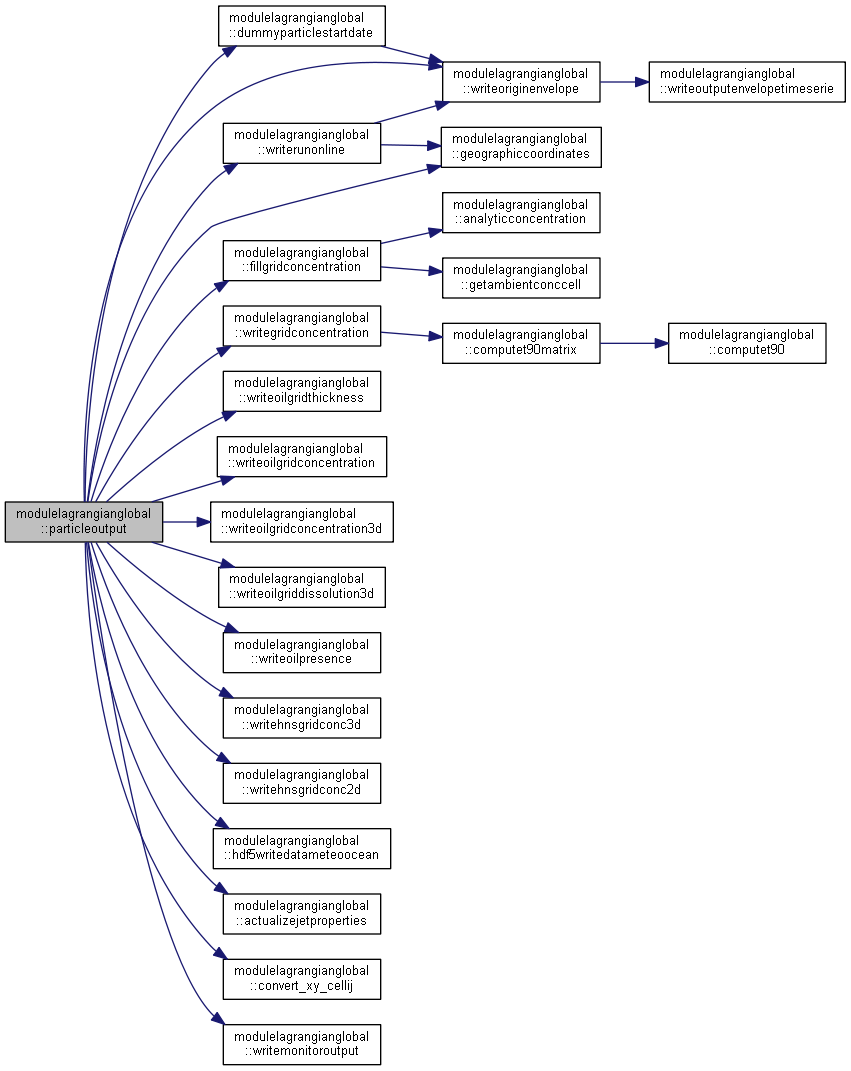 modulelagrangianglobal
::dummyparticlestartdate
modulelagrangianglobal
::writeoriginenvelope
modulelagrangianglobal
::writeoutputenvelopetimeserie
modulelagrangianglobal
::writerunonline
modulelagrangianglobal
::geographiccoordinates
modulelagrangianglobal
::analyticconcentration
modulelagrangianglobal
::fillgridconcentration
modulelagrangianglobal
::getambientconccell
modulelagrangianglobal
::writegridconcentration
modulelagrangianglobal
::computet90matrix
modulelagrangianglobal
::computet90
modulelagrangianglobal
::writeoilgridthickness
modulelagrangianglobal
::writeoilgridconcentration
modulelagrangianglobal
::particleoutput
modulelagrangianglobal
::writeoilgridconcentration3d
modulelagrangianglobal
::writeoilgriddissolution3d
modulelagrangianglobal
::writeoilpresence
modulelagrangianglobal
::writehnsgridconc3d
modulelagrangianglobal
::writehnsgridconc2d
modulelagrangianglobal
::hdf5writedatameteoocean
modulelagrangianglobal
::actualizejetproperties
modulelagrangianglobal
::convert_xy_cellij
modulelagrangianglobal
::writemonitoroutput